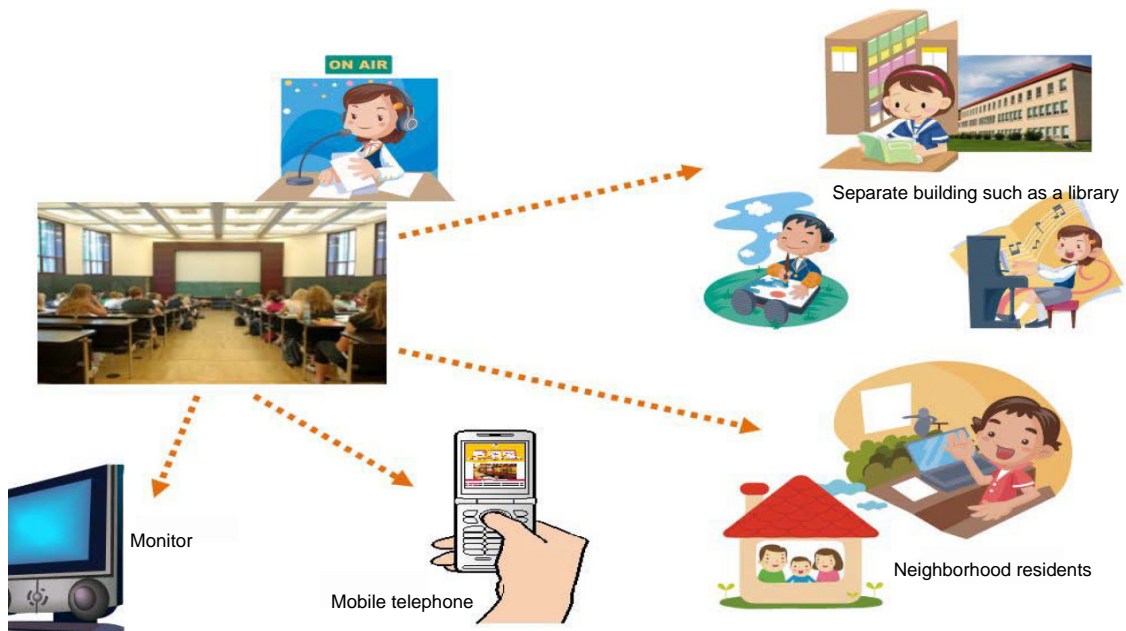 ON AIR
Separate building such as a library
Monitor
Mobile telephone
Neighborhood residents